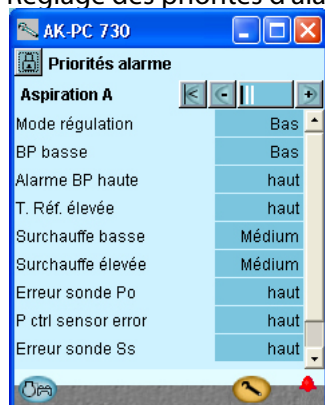 Réglage des priorités d'ala
AK-PC 730
Priorités alarme
Aspiration A
Mode régulation Bas
BP basse Bas
Alarme BP haute haut
T. Réf. élevée haut
Surchauffe basse Médium
Surchauffe élevée Médium
Erreur sonde Po haut
P ctrl sensor error haut
Erreur sonde Ss haut